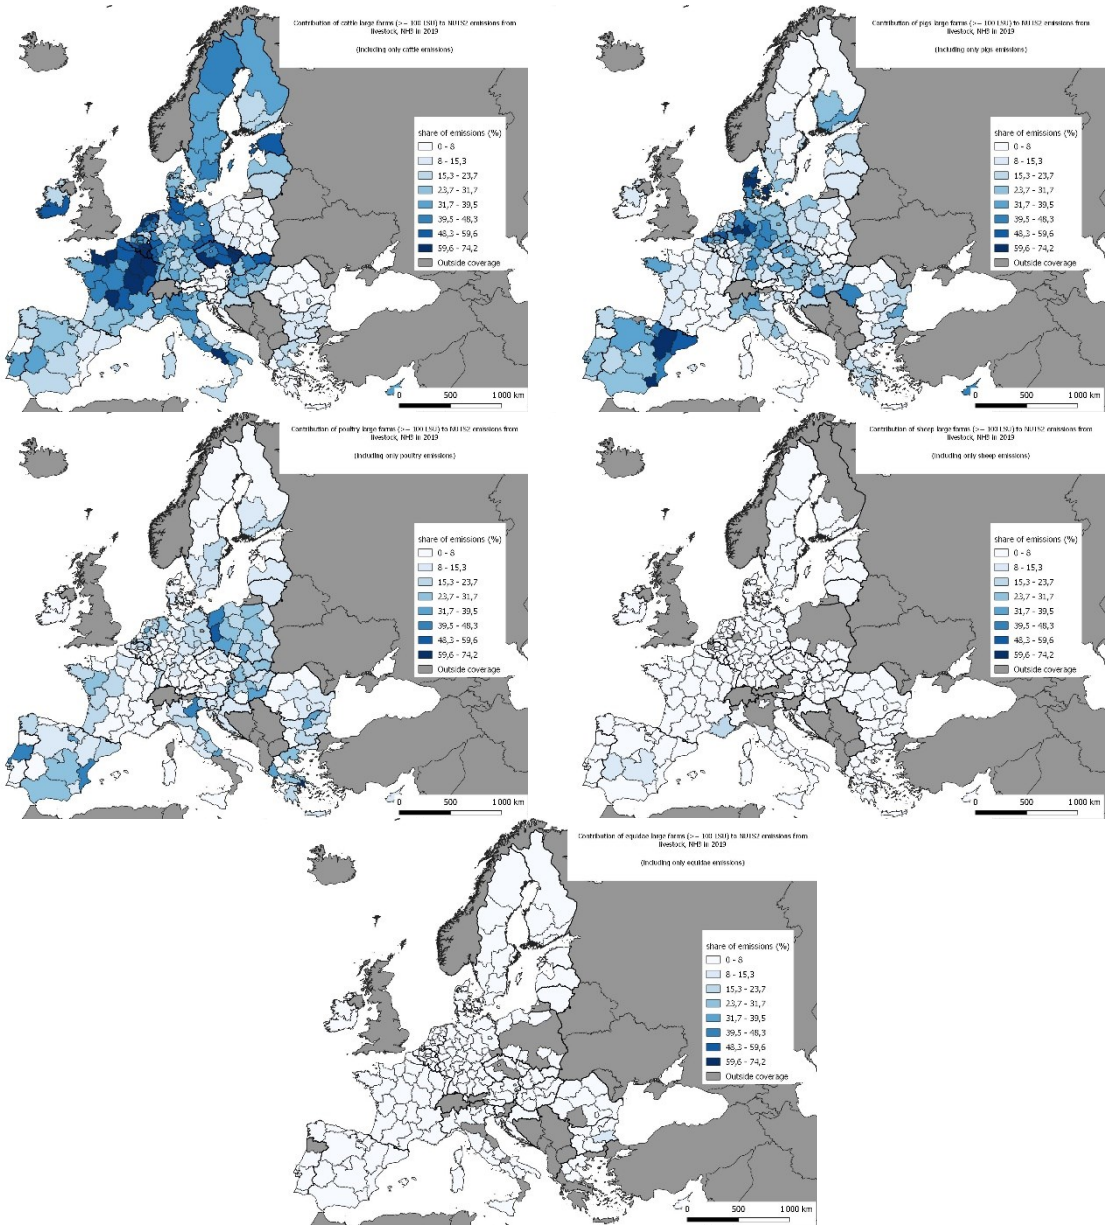 Contribution of cattle large farms (>= 100 LSU) to NUTS2 emissions from
livestock, NH3 in 2019
(Including only cattle emissions)
share of emissions (%)
0 - 8
8 - 15,3
15,3 - 23,7
23,7 - 31,7
31,7 - 39,5
39,5 - 48,3
48,3 - 59,6
59,6 - 74,2
Outside coverage
0 500 1 000 km
Contribution of pigs large farms (>= 100 LSU) to NUTS2 emissions from
livestock, NH3 in 2019
(Including only pigs emissions)
share of emissions (%)
0 - 8
8 - 15,3
15,3 - 23,7
23,7 - 31,7
31,7 - 39,5
39,5 - 48,3
48,3 - 59,6
59,6 - 74,2
Outside coverage
0 500 1 000 km
Contribution of poultry large farms (>= 100 LSU) to NUTS2 emissions from
livestock, NH3 in 2019
(Including only poultry emissions)
share of emissions (%)
0 - 8
8 - 15,3
15,3 - 23,7
23,7 - 31,7
31,7 - 39,5
39,5 - 48,3
48,3 - 59,6
59,6 - 74,2
Outside coverage
0 500 1 000 km
Contribution of sheep large farms (>= 100 LSU) to NUTS2 emissions from
livestock, NH3 in 2019
(Including only sheep emissions)
share of emissions (%)
0 - 8
8 - 15,3
15,3 - 23,7
23,7 - 31,7
31,7 - 39,5
39,5 - 48,3
48,3 - 59,6
59,6 - 74,2
Outside coverage
0 500 1 000 km
Contribution of equidae large farms (>= 100 LSU) to NUTS2 emissions from
livestock, NH3 in 2019
(Including only equidae emissions)
share of emissions (%)
0 - 8
8 - 15,3
15,3 - 23,7
23,7 - 31,7
31,7 - 39,5
39,5 - 48,3
48,3 - 59,6
59,6 - 74,2
Outside coverage
0 500 1 000 km